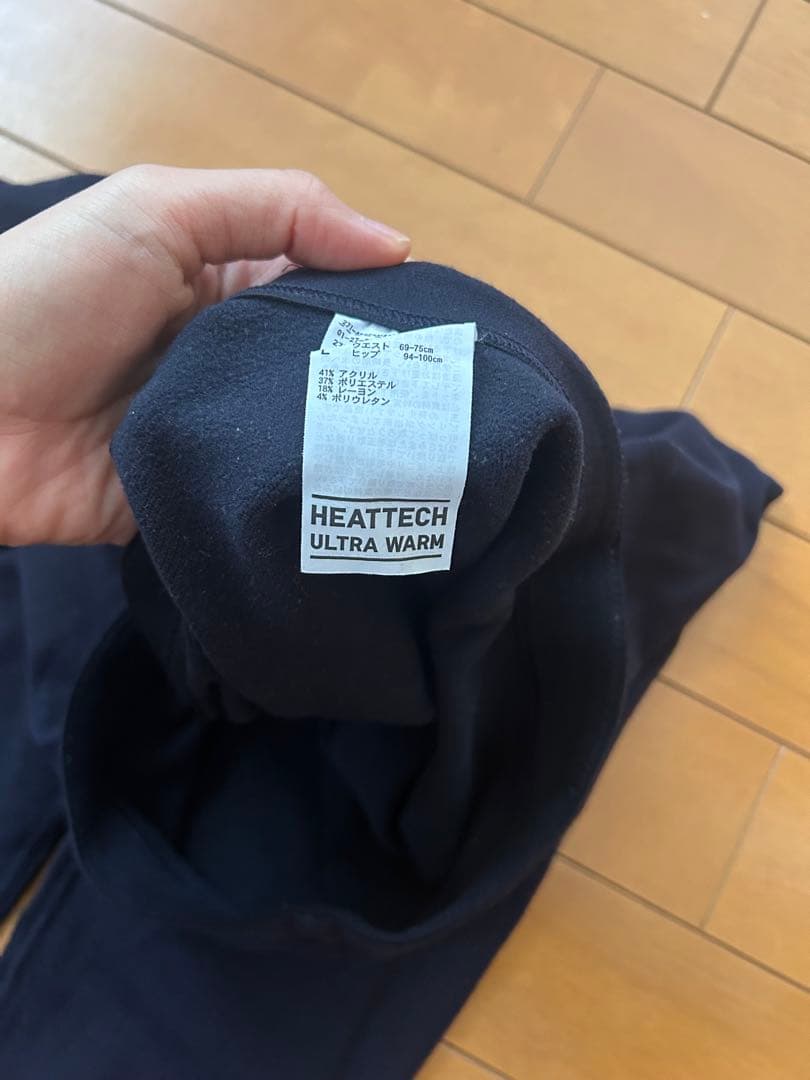 ウエスト 69-75cm
L ヒップ 94-100cm
41% アクリル
37% ポリエステル
18% レーヨン
4% ポリウレタン
HEATTECH
ULTRA WARM